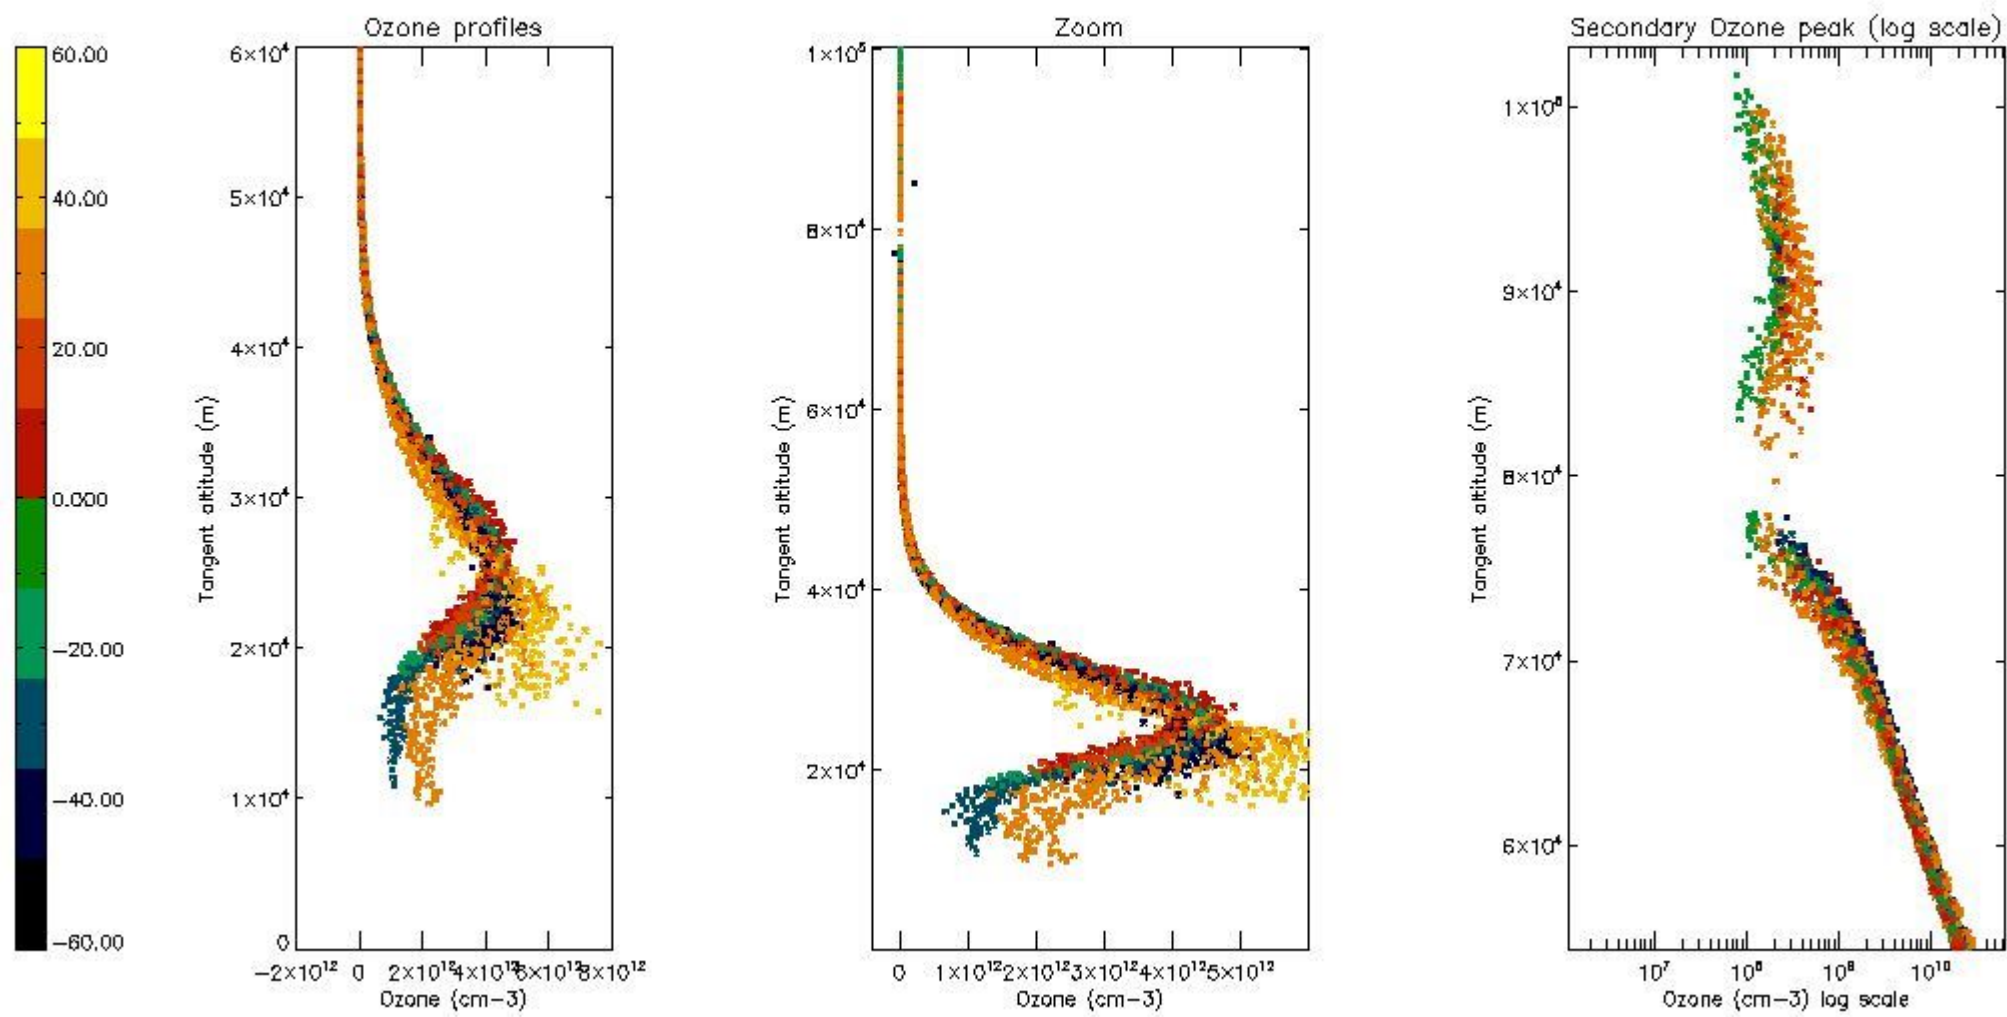 Ozone profiles
60.00
40.00
20.00
0.000
−20.00
−40.00
−60.00
Tangent altitude (m)
6×10⁴
5×10⁴
4×10⁴
3×10⁴
2×10⁴
1×10⁴
0
−2×10¹² 0 2×10¹² 4×10¹² 6×10¹² 8×10¹²
Ozone (cm−3)
Zoom
Tangent altitude (m)
1×10⁵
8×10⁴
6×10⁴
4×10⁴
2×10⁴
0 1×10¹² 2×10¹² 3×10¹² 4×10¹² 5×10¹²
Ozone (cm−3)
Secondary Ozone peak (log scale)
Tangent altitude (m)
1×10⁵
9×10⁴
8×10⁴
7×10⁴
6×10⁴
10⁷ 10⁸ 10⁹ 10¹⁰
Ozone (cm−3) log scale